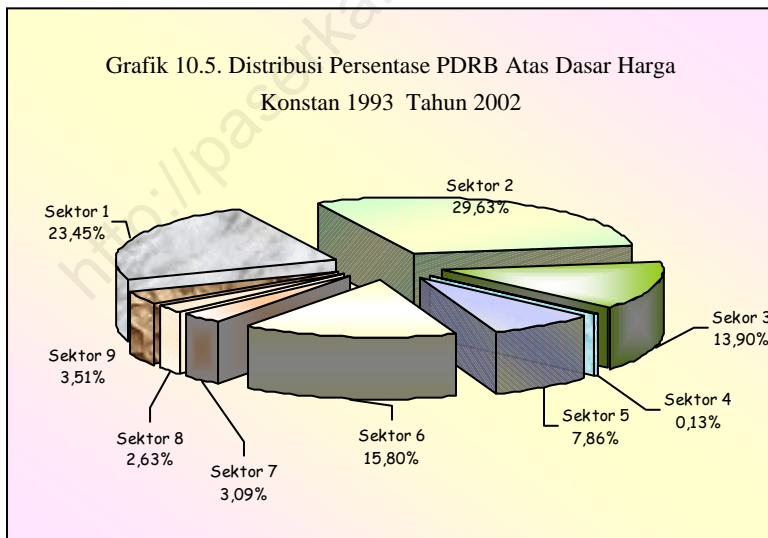 Grafik 10.5. Distribusi Persentase PDRB Atas Dasar Harga
Konstan 1993 Tahun 2002
Sektor 2
29,63%
Sektor 1
23,45%
Sekor 3
13,90%
Sektor 9
3,51%
Sektor 4
0,13%
Sektor 5
7,86%
Sektor 8
2,63%
Sektor 6
15,80%
Sektor 7
3,09%